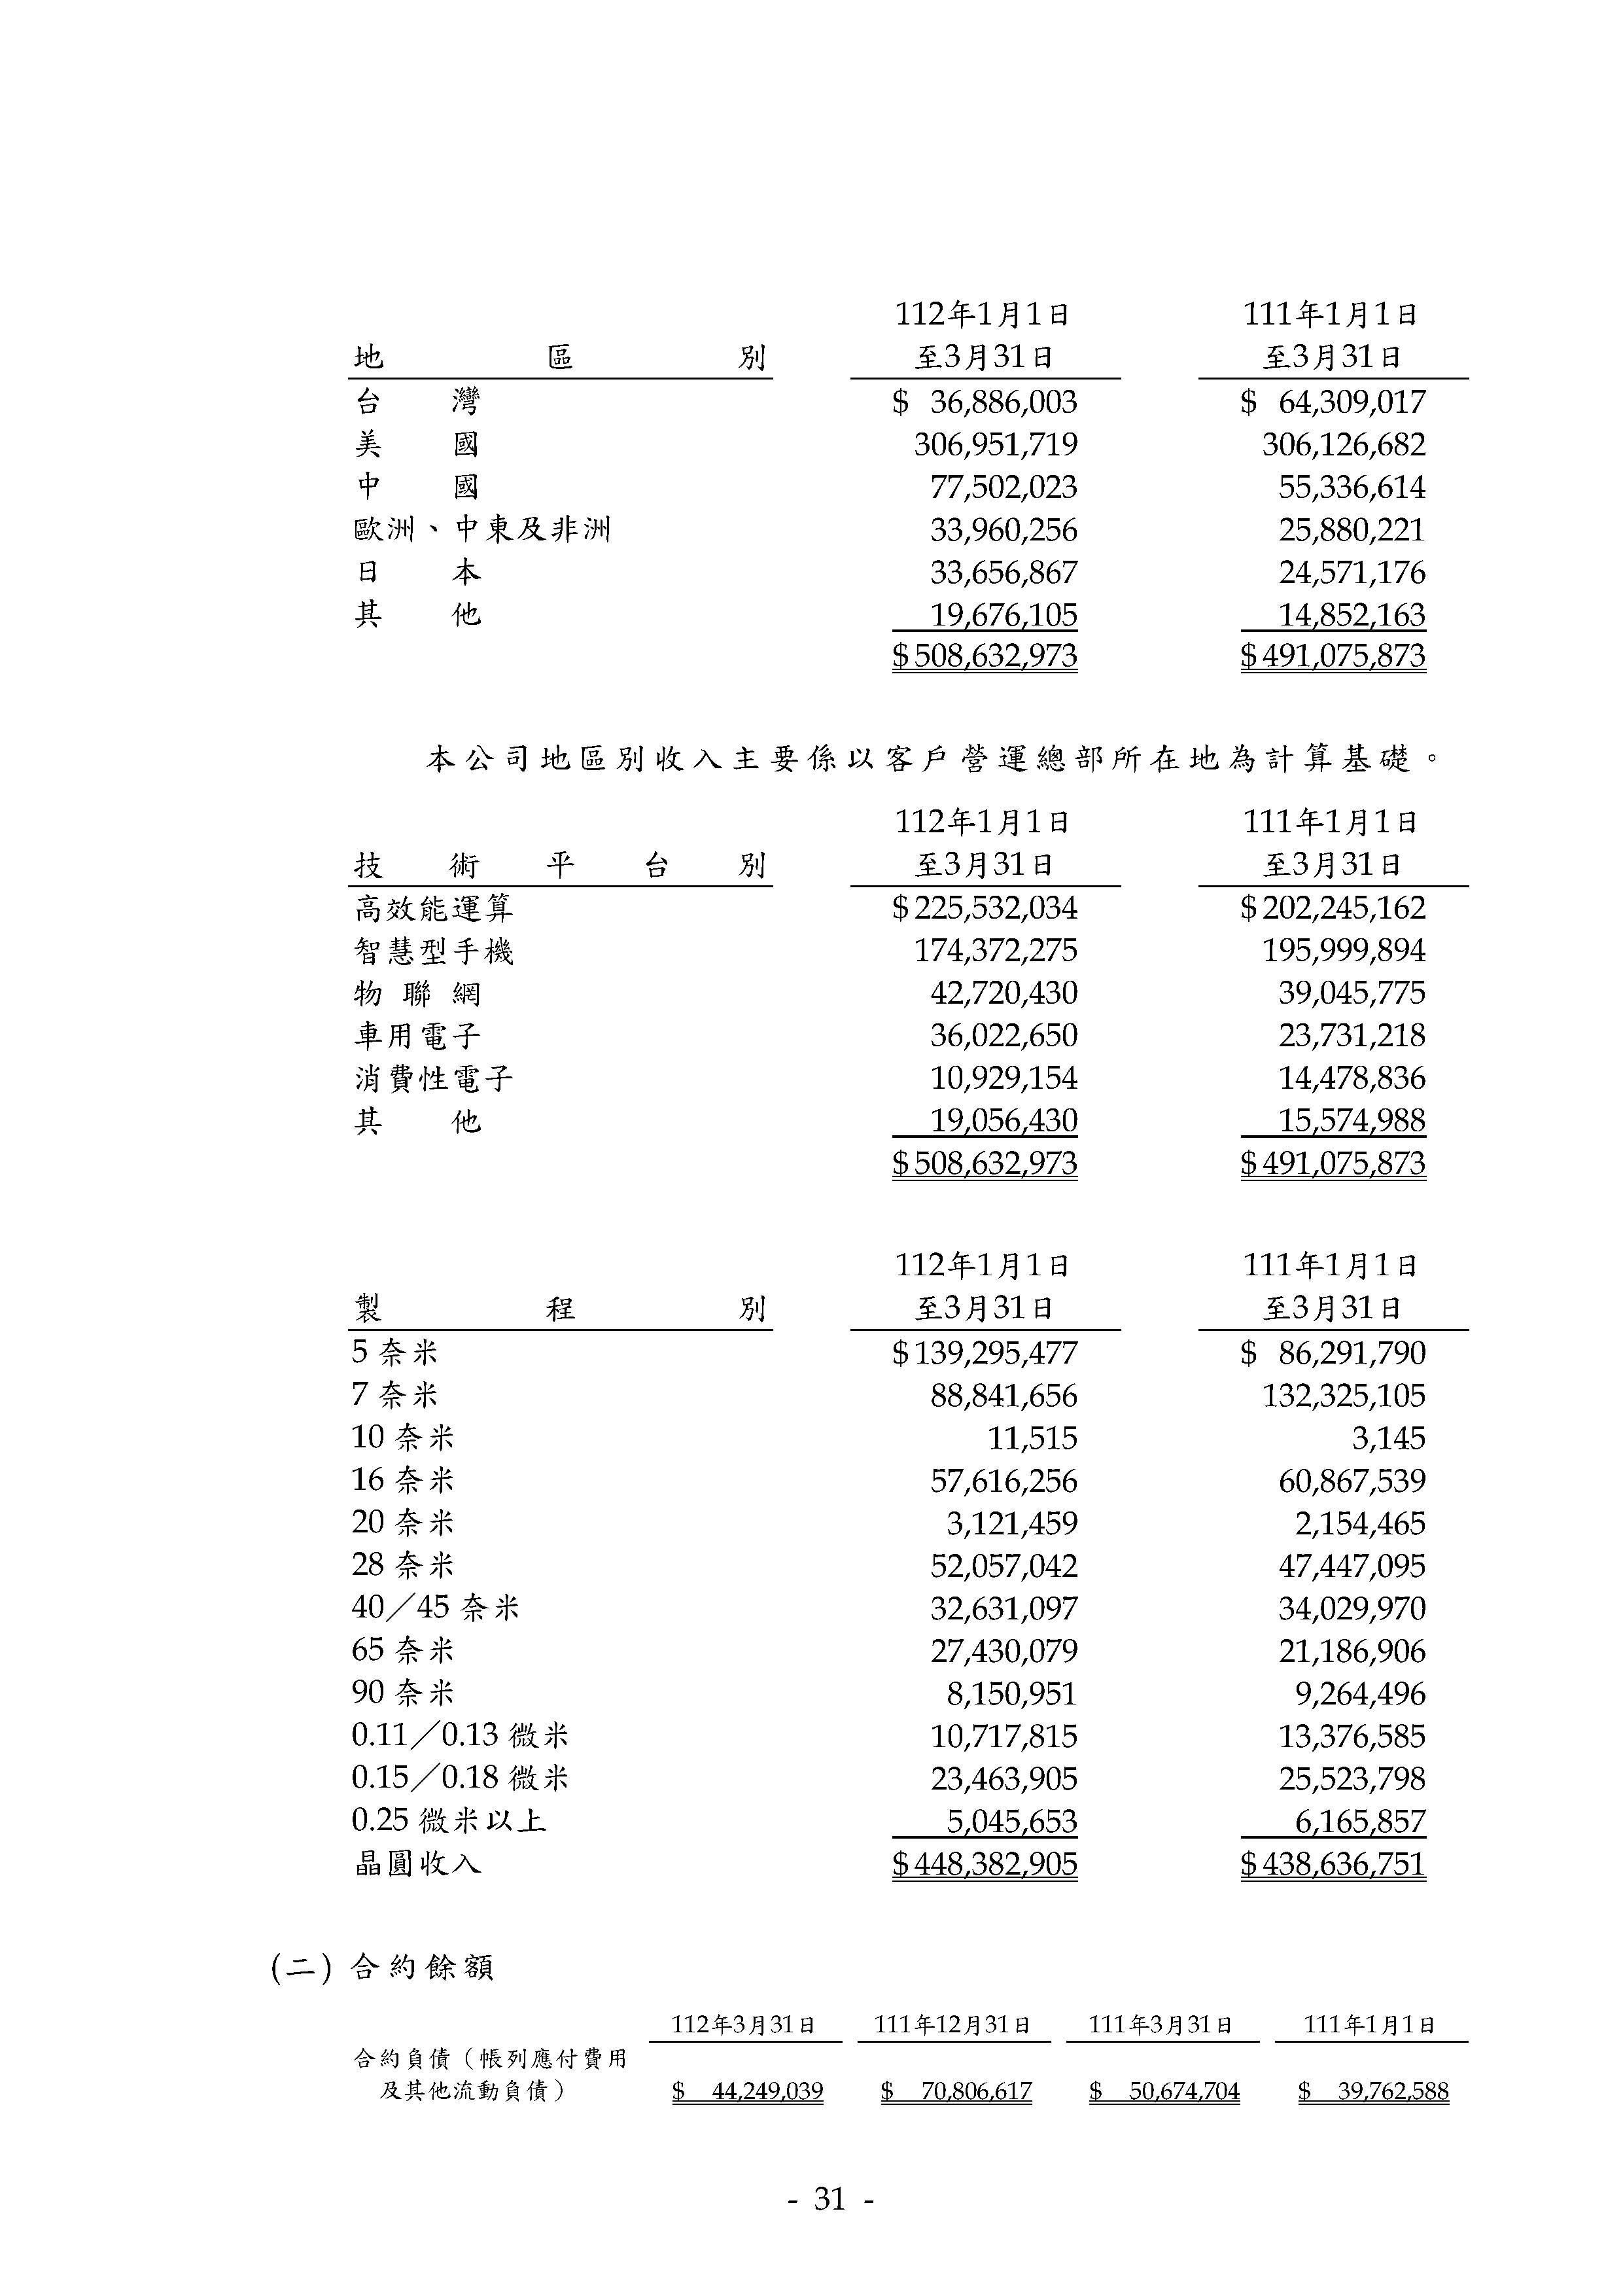 112年1月1日 111年1月1日
地區別 至3月31日 至3月31日
台灣 $ 36,886,003 $ 64,309,017
美國 306,951,719 306,126,682
中國 77,502,023 55,336,614
歐洲、中東及非洲 33,960,256 25,880,221
日本 33,656,867 24,571,176
其他 19,676,105 14,852,163
$508,632,973 $491,075,873
本公司地區別收入主要係以客戶營運總部所在地為計算基礎。
112年1月1日 111年1月1日
技術平台別 至3月31日 至3月31日
高效能運算 $225,532,034 $202,245,162
智慧型手機 174,372,275 195,999,894
物聯網 42,720,430 39,045,775
車用電子 36,022,650 23,731,218
消費性電子 10,929,154 14,478,836
其他 19,056,430 15,574,988
$508,632,973 $491,075,873
112年1月1日 111年1月1日
製程別 至3月31日 至3月31日
5 奈米 $139,295,477 $ 86,291,790
7 奈米 88,841,656 132,325,105
10 奈米 11,515 3,145
16 奈米 57,616,256 60,867,539
20 奈米 3,121,459 2,154,465
28 奈米 52,057,042 47,447,095
40／45 奈米 32,631,097 34,029,970
65 奈米 27,430,079 21,186,906
90 奈米 8,150,951 9,264,496
0.11／0.13 微米 10,717,815 13,376,585
0.15／0.18 微米 23,463,905 25,523,798
0.25 微米以上 5,045,653 6,165,857
晶圓收入 $448,382,905 $438,636,751
(二) 合約餘額
112年3月31日 111年12月31日 111年3月31日 111年1月1日
合約負債（帳列應付費用
及其他流動負債） $ 44,249,039 $ 70,806,617 $ 50,674,704 $ 39,762,588
- 31 -